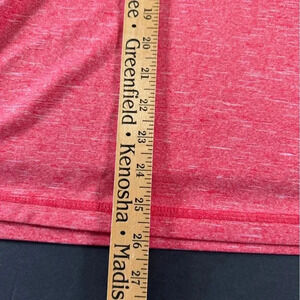 ee • Greenfield • Kenosha • Madis
19 20 21 22 23 24 25 26 27